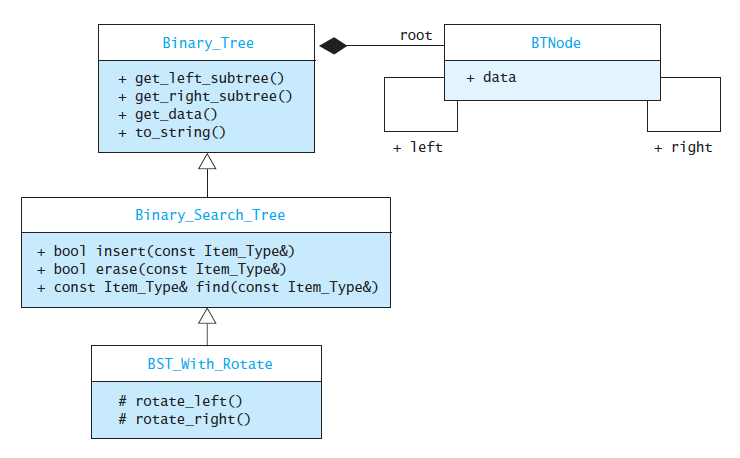 Binary_Tree
+ get_left_subtree()
+ get_right_subtree()
+ get_data()
+ to_string()
root
BTNode
+ data
+ left
+ right
Binary_Search_Tree
+ bool insert(const Item_Type&)
+ bool erase(const Item_Type&)
+ const Item_Type& find(const Item_Type&)
BST_With_Rotate
# rotate_left()
# rotate_right()